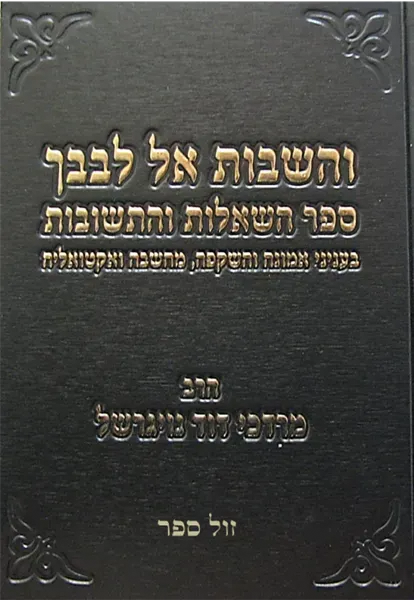 והשבות אל לבבך
ספר השאלות והתשובות
בעניני אמונה והשקפה, מחשבה ואקטואליה
הרב
מרדכי דוד נויגרשל
זול ספר